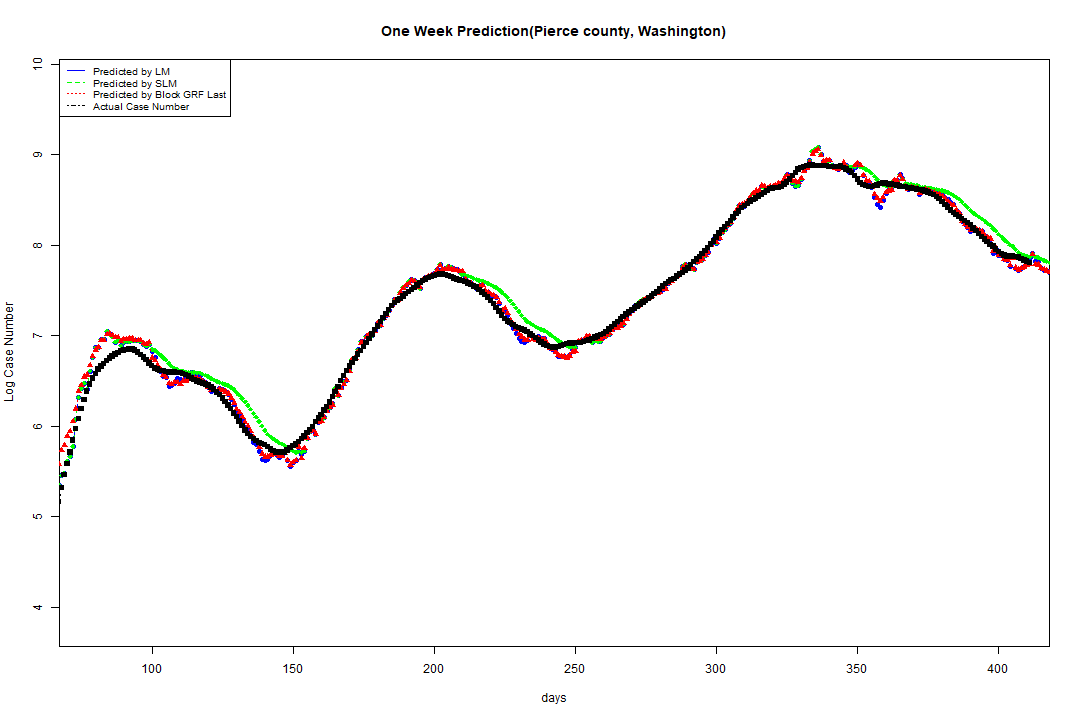 One Week Prediction(Pierce county, Washington)
Predicted by LM
Predicted by SLM
Predicted by Block GRF Last
Actual Case Number
10
9
8
7
6
5
4
Log Case Number
100 150 200 250 300 350 400
days